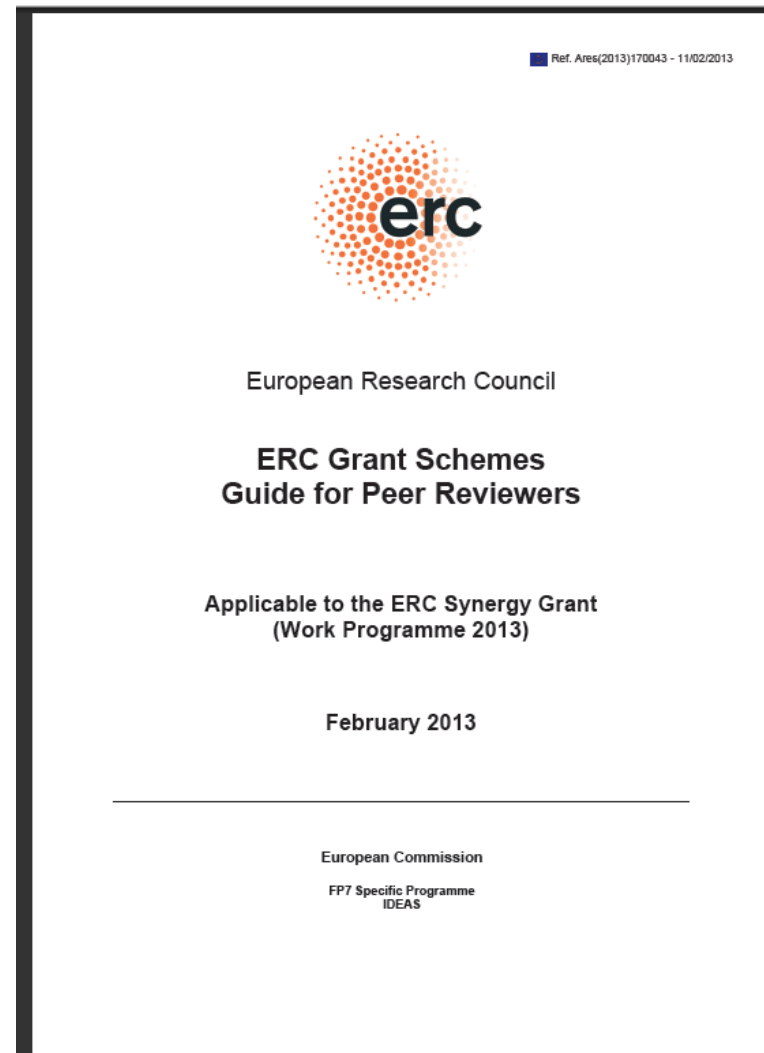 Ref. Ares(2013)170043 - 11/02/2013
erc
European Research Council
ERC Grant Schemes
Guide for Peer Reviewers
Applicable to the ERC Synergy Grant
(Work Programme 2013)
February 2013
European Commission
FP7 Specific Programme
IDEAS